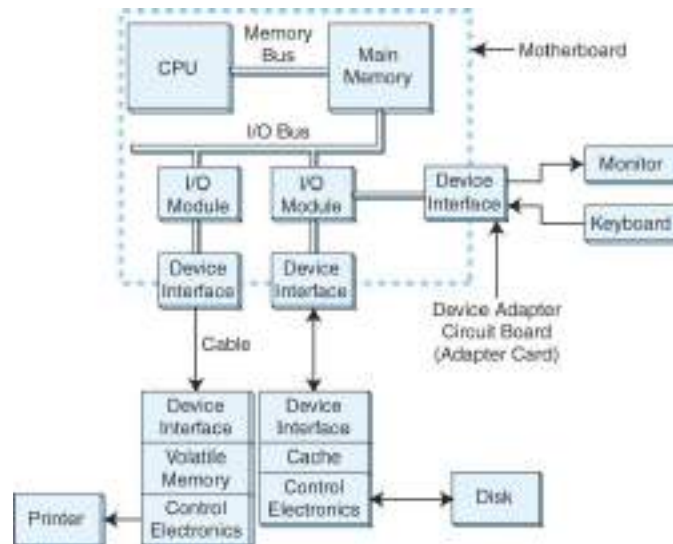 CPU
Memory
Bus
Main
Memory
Motherboard
I/O Bus
I/O
Module
I/O
Module
Device
Interface
Monitor
Keyboard
Device
Interface
Device
Interface
Device Adapter
Circuit Board
(Adapter Card)
Cable
Device
Interface
Volatile
Memory
Control
Electronics
Device
Interface
Cache
Control
Electronics
Printer
Disk